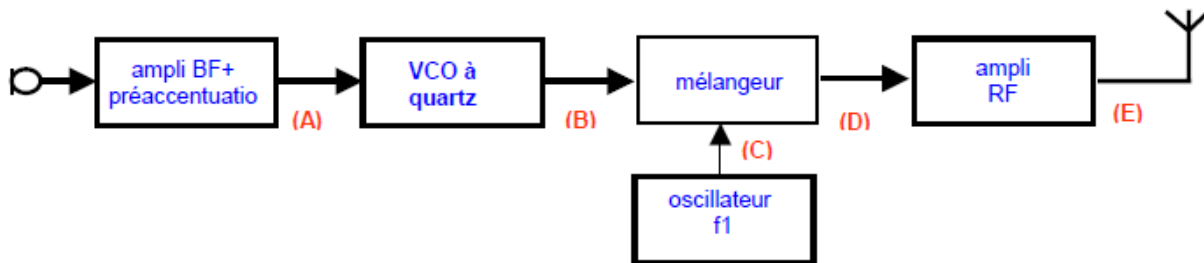 ampli BF+
préaccentuatio
(A)
VCO à
quartz
(B)
mélangeur
(C)
oscillateur
f1
(D)
ampli
RF
(E)